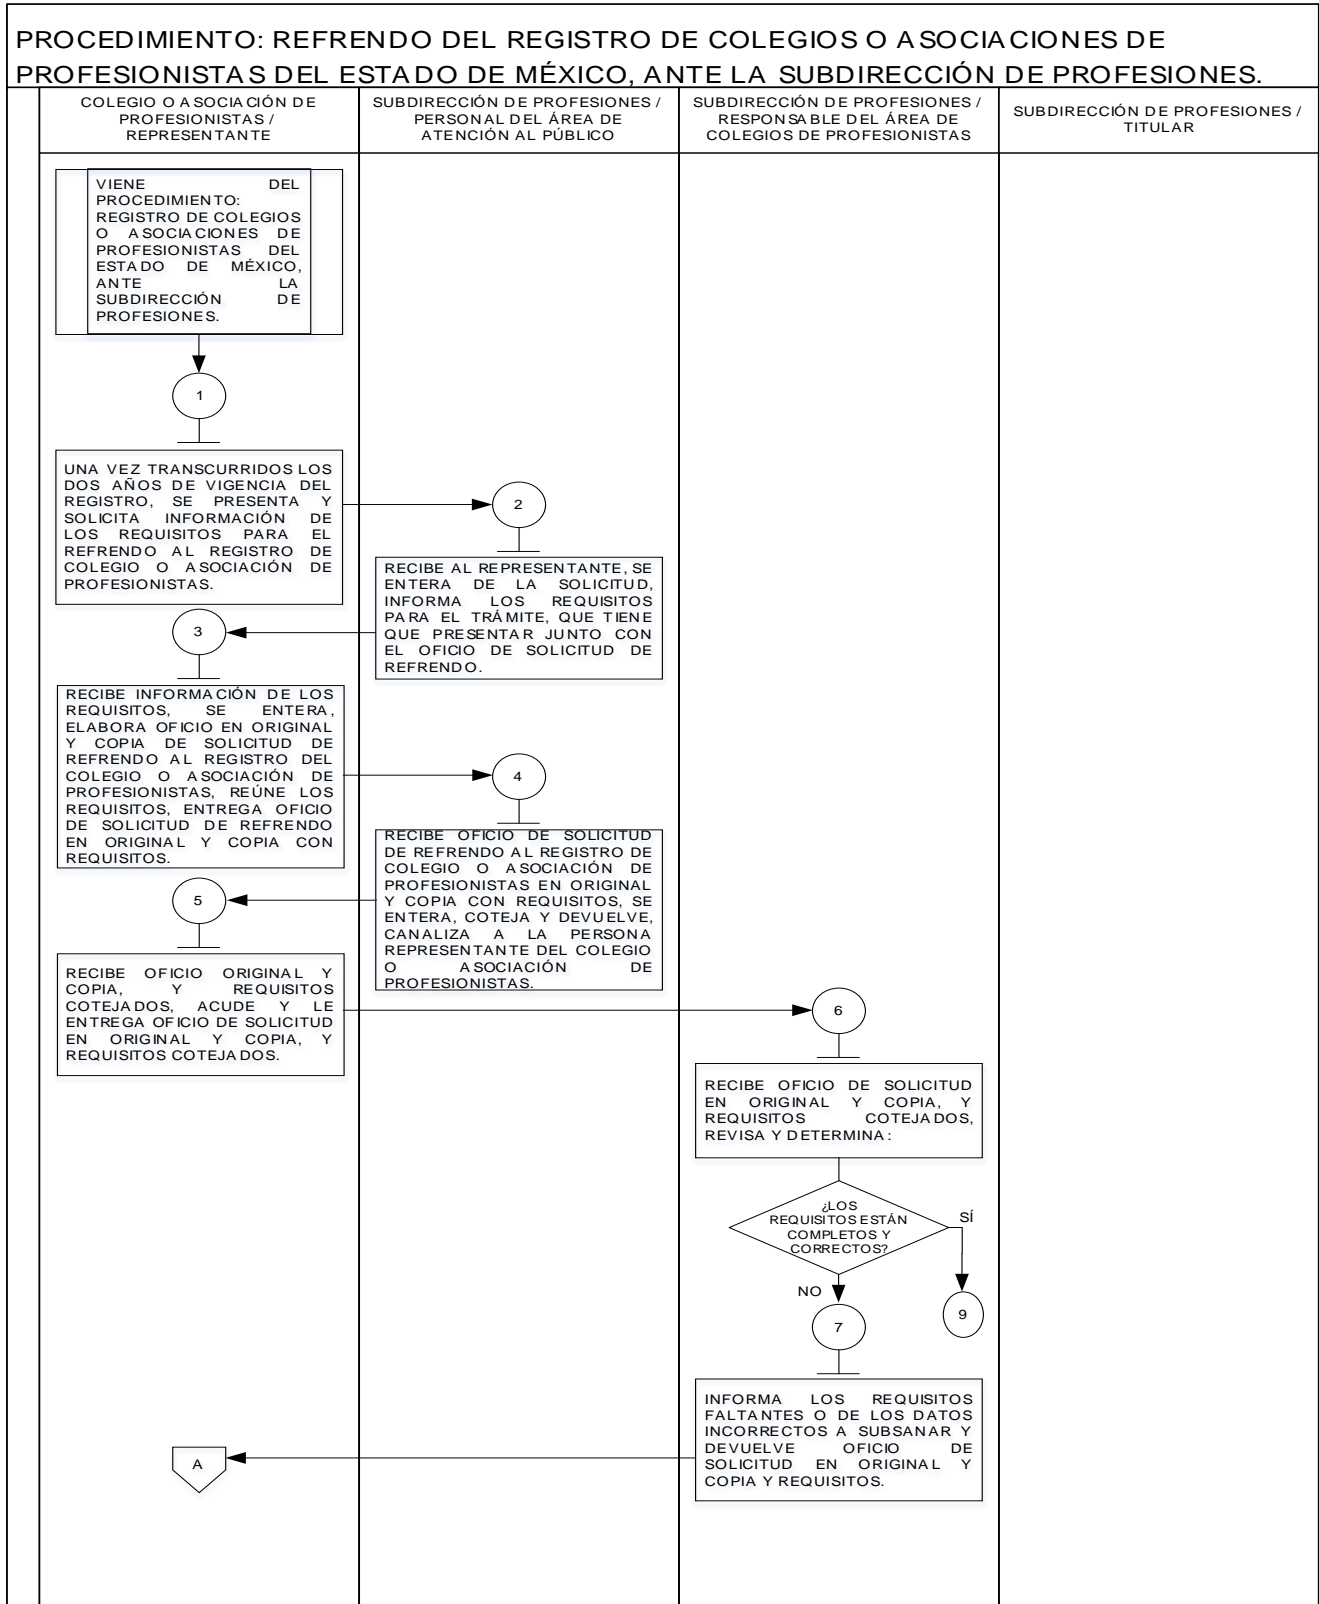 PROCEDIMIENTO: REFRENDO DEL REGISTRO DE COLEGIOS O ASOCIACIONES DE
PROFESIONISTAS DEL ESTADO DE MÉXICO, ANTE LA SUBDIRECCIÓN DE PROFESIONES.
COLEGIO O ASOCIACIÓN DE
PROFESIONISTAS /
REPRESENTANTE
SUBDIRECCIÓN DE PROFESIONES /
PERSONAL DEL ÁREA DE
ATENCIÓN AL PÚBLICO
SUBDIRECCIÓN DE PROFESIONES /
RESPONSABLE DEL ÁREA DE
COLEGIOS DE PROFESIONISTAS
SUBDIRECCIÓN DE PROFESIONES /
TITULAR
VIENE DEL
PROCEDIMIENTO:
REGISTRO DE COLEGIOS
O ASOCIACIONES DE
PROFESIONISTAS DEL
ESTADO DE MÉXICO,
ANTE LA
SUBDIRECCIÓN DE
PROFESIONES.
1
UNA VEZ TRANSCURRIDOS LOS
DOS AÑOS DE VIGENCIA DEL
REGISTRO, SE PRESENTA Y
SOLICITA INFORMACIÓN DE
LOS REQUISITOS PARA EL
REFRENDO AL REGISTRO DE
COLEGIO O ASOCIACIÓN DE
PROFESIONISTAS.
2
RECIBE AL REPRESENTANTE, SE
ENTERA DE LA SOLICITUD,
INFORMA LOS REQUISITOS
PARA EL TRÁMITE, QUE TIENE
QUE PRESENTAR JUNTO CON
EL OFICIO DE SOLICITUD DE
REFRENDO.
3
RECIBE INFORMACIÓN DE LOS
REQUISITOS, SE ENTERA,
ELABORA OFICIO EN ORIGINAL
Y COPIA DE SOLICITUD DE
REFRENDO AL REGISTRO DEL
COLEGIO O ASOCIACIÓN DE
PROFESIONISTAS, REÚNE LOS
REQUISITOS, ENTREGA OFICIO
DE SOLICITUD DE REFRENDO
EN ORIGINAL Y COPIA CON
REQUISITOS.
4
RECIBE OFICIO DE SOLICITUD
DE REFRENDO AL REGISTRO DE
COLEGIO O ASOCIACIÓN DE
PROFESIONISTAS EN ORIGINAL
Y COPIA CON REQUISITOS, SE
ENTERA, COTEJA Y DEVUELVE,
CANALIZA A LA PERSONA
REPRESENTANTE DEL COLEGIO
O ASOCIACIÓN DE
PROFESIONISTAS.
5
RECIBE OFICIO ORIGINAL Y
COPIA, Y REQUISITOS
COTEJADOS, ACUDE Y LE
ENTREGA OFICIO DE SOLICITUD
EN ORIGINAL Y COPIA, Y
REQUISITOS COTEJADOS.
6
RECIBE OFICIO DE SOLICITUD
EN ORIGINAL Y COPIA, Y
REQUISITOS COTEJADOS,
REVISA Y DETERMINA:
¿LOS
REQUISITOS ESTÁN
COMPLETOS Y
CORRECTOS?
SÍ
NO
9
7
INFORMA LOS REQUISITOS
FALTANTES O DE LOS DATOS
INCORRECTOS A SUBSANAR Y
DEVUELVE OFICIO DE
SOLICITUD EN ORIGINAL Y
COPIA Y REQUISITOS.
A